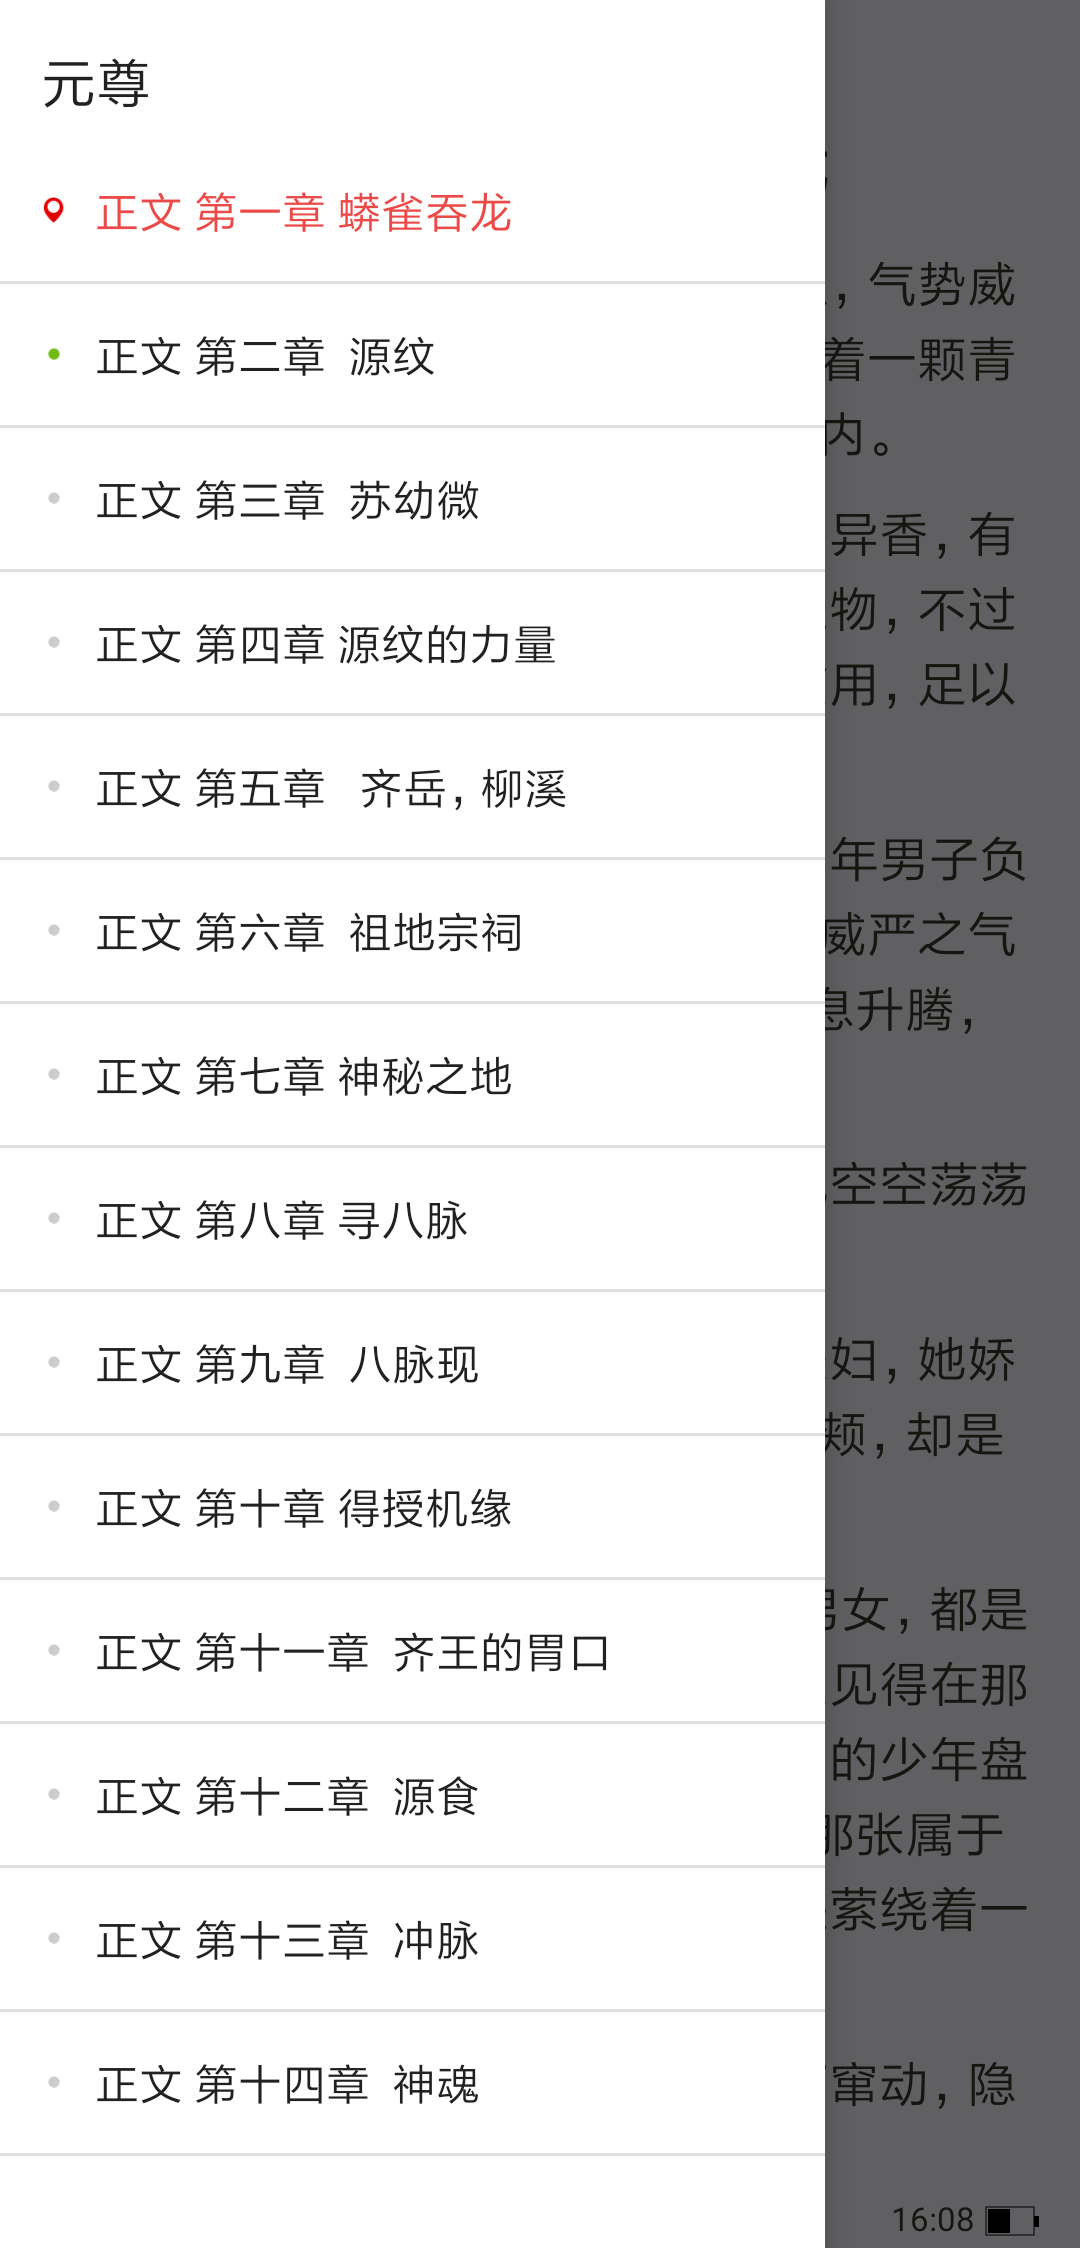 元尊
正文 第一章 蟒雀吞龙
正文 第二章 源纹
正文 第三章 苏幼微
正文 第四章 源纹的力量
正文 第五章 齐岳，柳溪
正文 第六章 祖地宗祠
正文 第七章 神秘之地
正文 第八章 寻八脉
正文 第九章 八脉现
正文 第十章 得授机缘
正文 第十一章 齐王的胃口
正文 第十二章 源食
正文 第十三章 冲脉
正文 第十四章 神魂
，气势威
着一颗青
内。
异香，有
物，不过
用，足以
年男子负
威严之气
息升腾，
空空荡荡
妇，她娇
颊，却是
女，都是
见得在那
的少年盘
那张属于
萦绕着一
窜动，隐
16:08